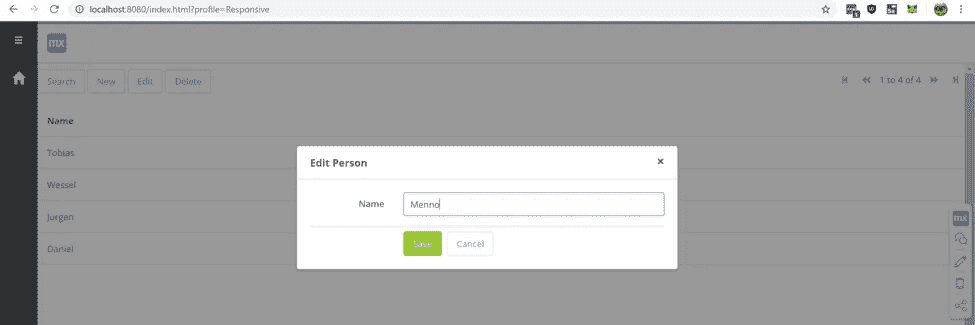 localhost:8080/index.html?profile=Responsive
mx
Search New Edit Delete 1 to 4 of 4
Name
Tobias
Wessel
Jurgen
Daniel
Edit Person ×
Name Menno
Save Cancel
mx